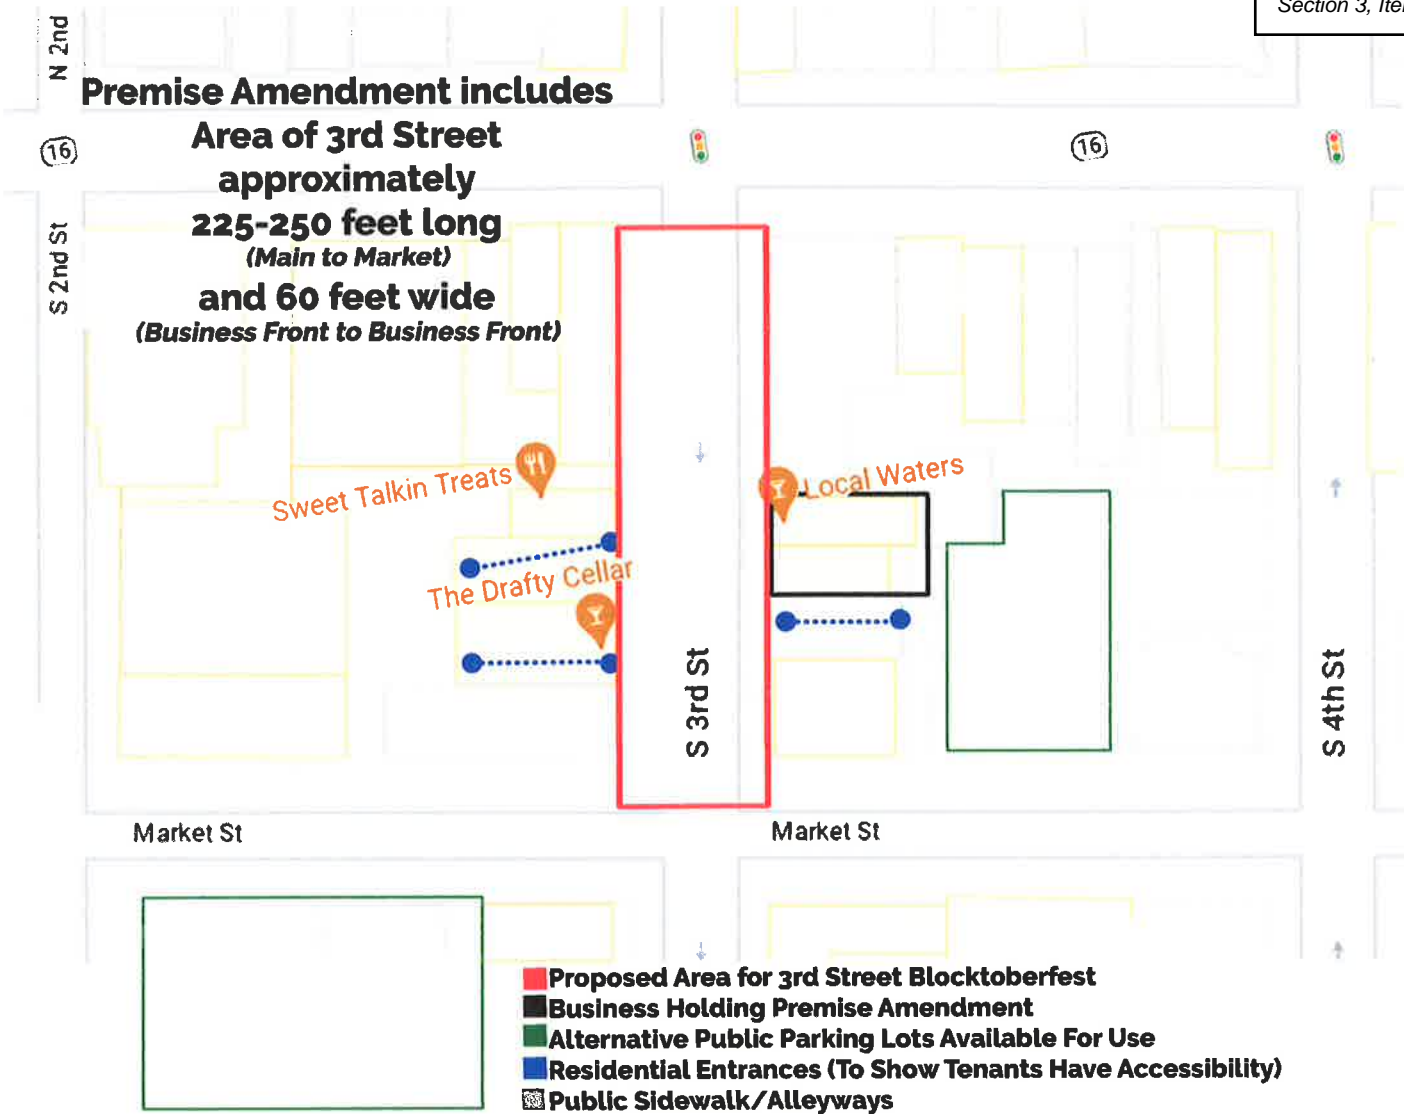 Section 3, Ite
N 2nd
Premise Amendment includes
Area of 3rd Street
approximately
225-250 feet long
(Main to Market)
and 60 feet wide
(Business Front to Business Front)
16
16
S 2nd St
Sweet Talkin Treats
Local Waters
The Drafty Cellar
S 3rd St
S 4th St
Market St
Market St
Proposed Area for 3rd Street Blocktoberfest
Business Holding Premise Amendment
Alternative Public Parking Lots Available For Use
Residential Entrances (To Show Tenants Have Accessibility)
Public Sidewalk/Alleyways